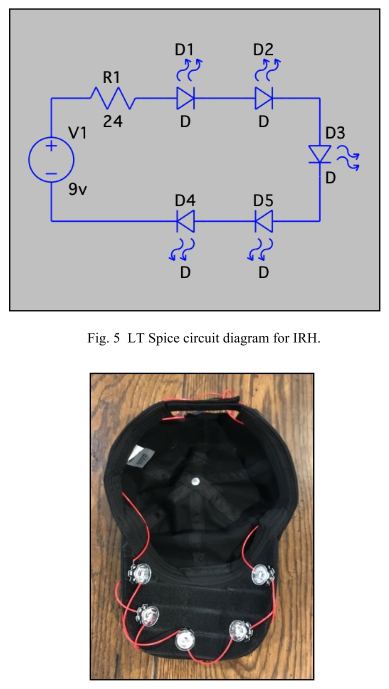 D1
D2
R1
24
D
D
V1
9v
D3
D
D4
D5
D
D
Fig. 5 LT Spice circuit diagram for IRH.